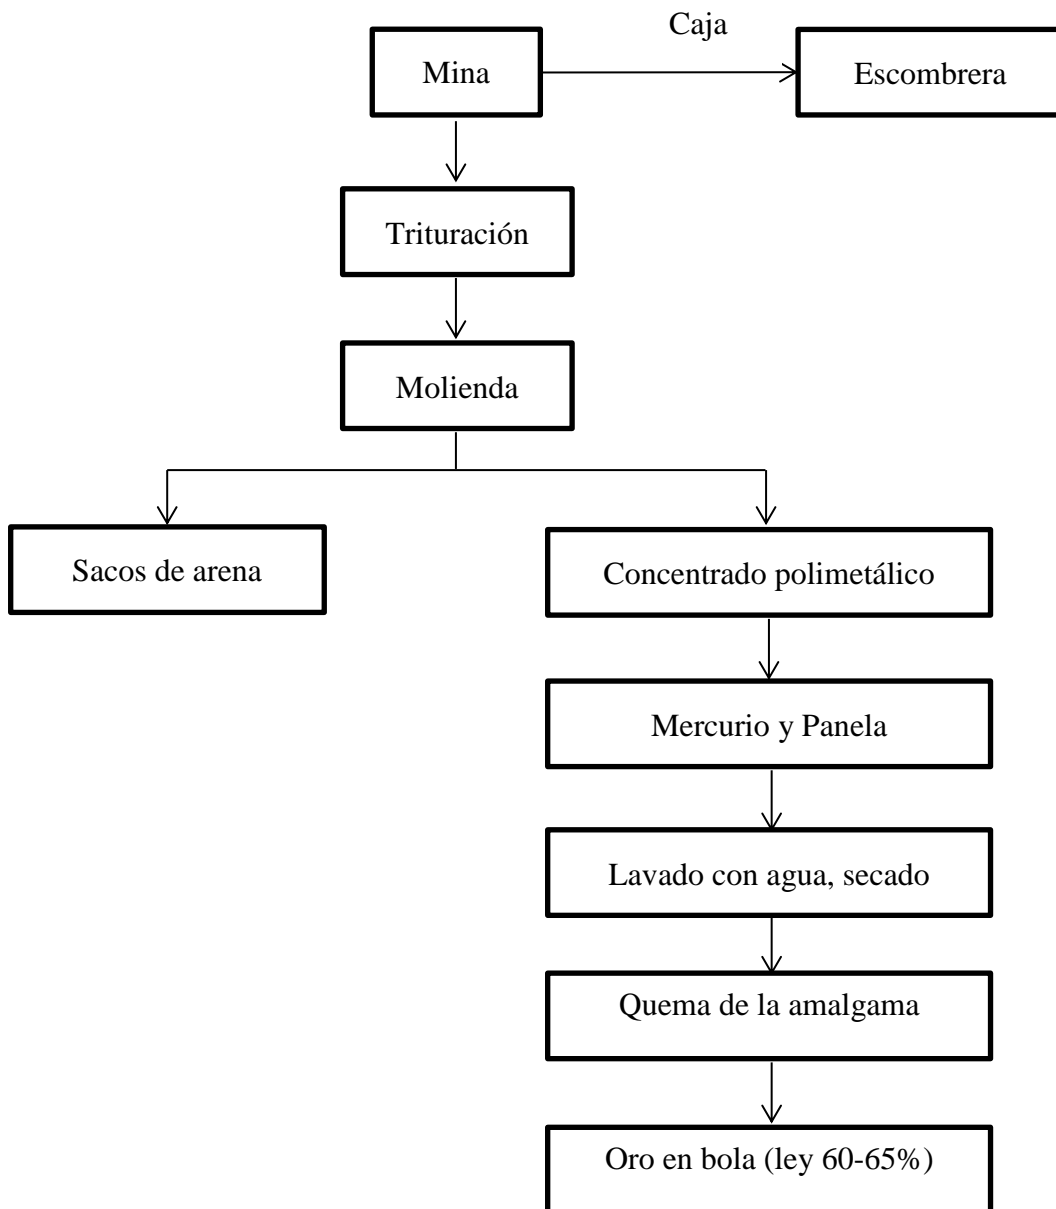 Caja
Mina
Escombrera
Trituración
Molienda
Sacos de arena
Concentrado polimetálico
Mercurio y Panela
Lavado con agua, secado
Quema de la amalgama
Oro en bola (ley 60-65%)